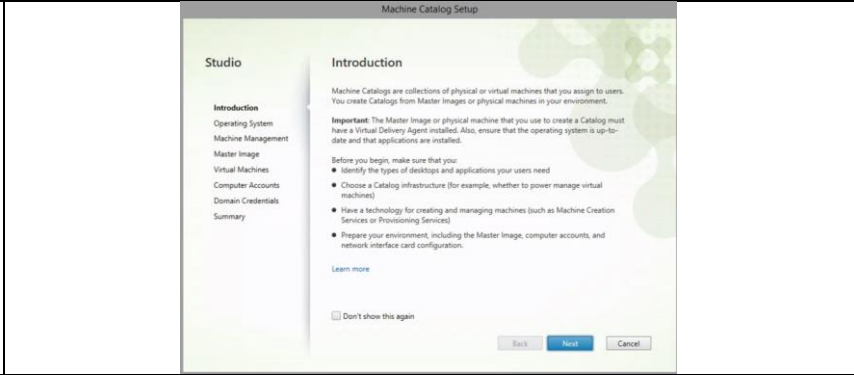 Machine Catalog Setup
Studio
Introduction
Operating System
Machine Management
Master Image
Virtual Machines
Computer Accounts
Domain Credentials
Summary
Introduction
Machine Catalogs are collections of physical or virtual machines that you assign to users.
You create Catalogs from Master Images or physical machines in your environment.
Important: The Master Image or physical machine that you use to create a Catalog must
have a Virtual Delivery Agent installed. Also, ensure that the operating system is up-to-
date and that applications are installed.
Before you begin, make sure that you:
● Identify the types of desktops and applications your users need
● Choose a Catalog infrastructure (for example, whether to power manage virtual
machines)
● Have a technology for creating and managing machines (such as Machine Creation
Services or Provisioning Services)
● Prepare your environment, including the Master Image, computer accounts, and
network interface card configuration.
Learn more
Don't show this again
Back Next Cancel